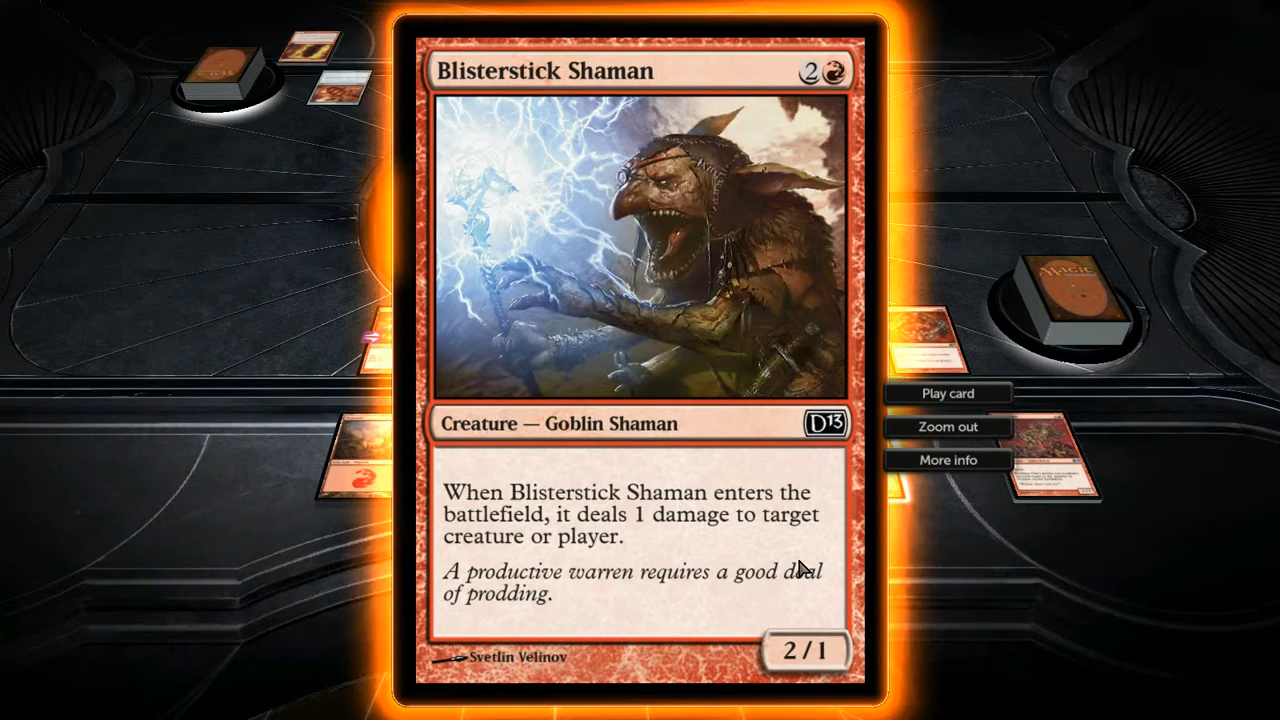 Blisterstick Shaman 2
Creature — Goblin Shaman D13
When Blisterstick Shaman enters the
battlefield, it deals 1 damage to target
creature or player.
A productive warren requires a good deal
of prodding.
2 / 1
Svetlin Velinov
MAGIC
Play card
Zoom out
More info